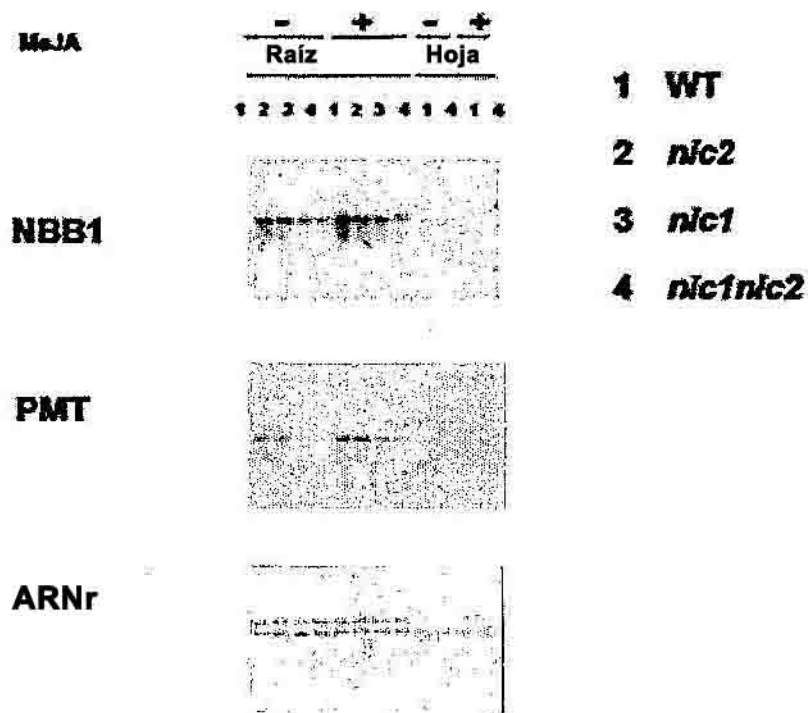 - + - +
MeJA
Raíz Hoja
1 2 3 4 1 2 3 4 1 4 1 4
1 WT
2 nic2
3 nic1
4 nic1nic2
NBB1
PMT
ARNr